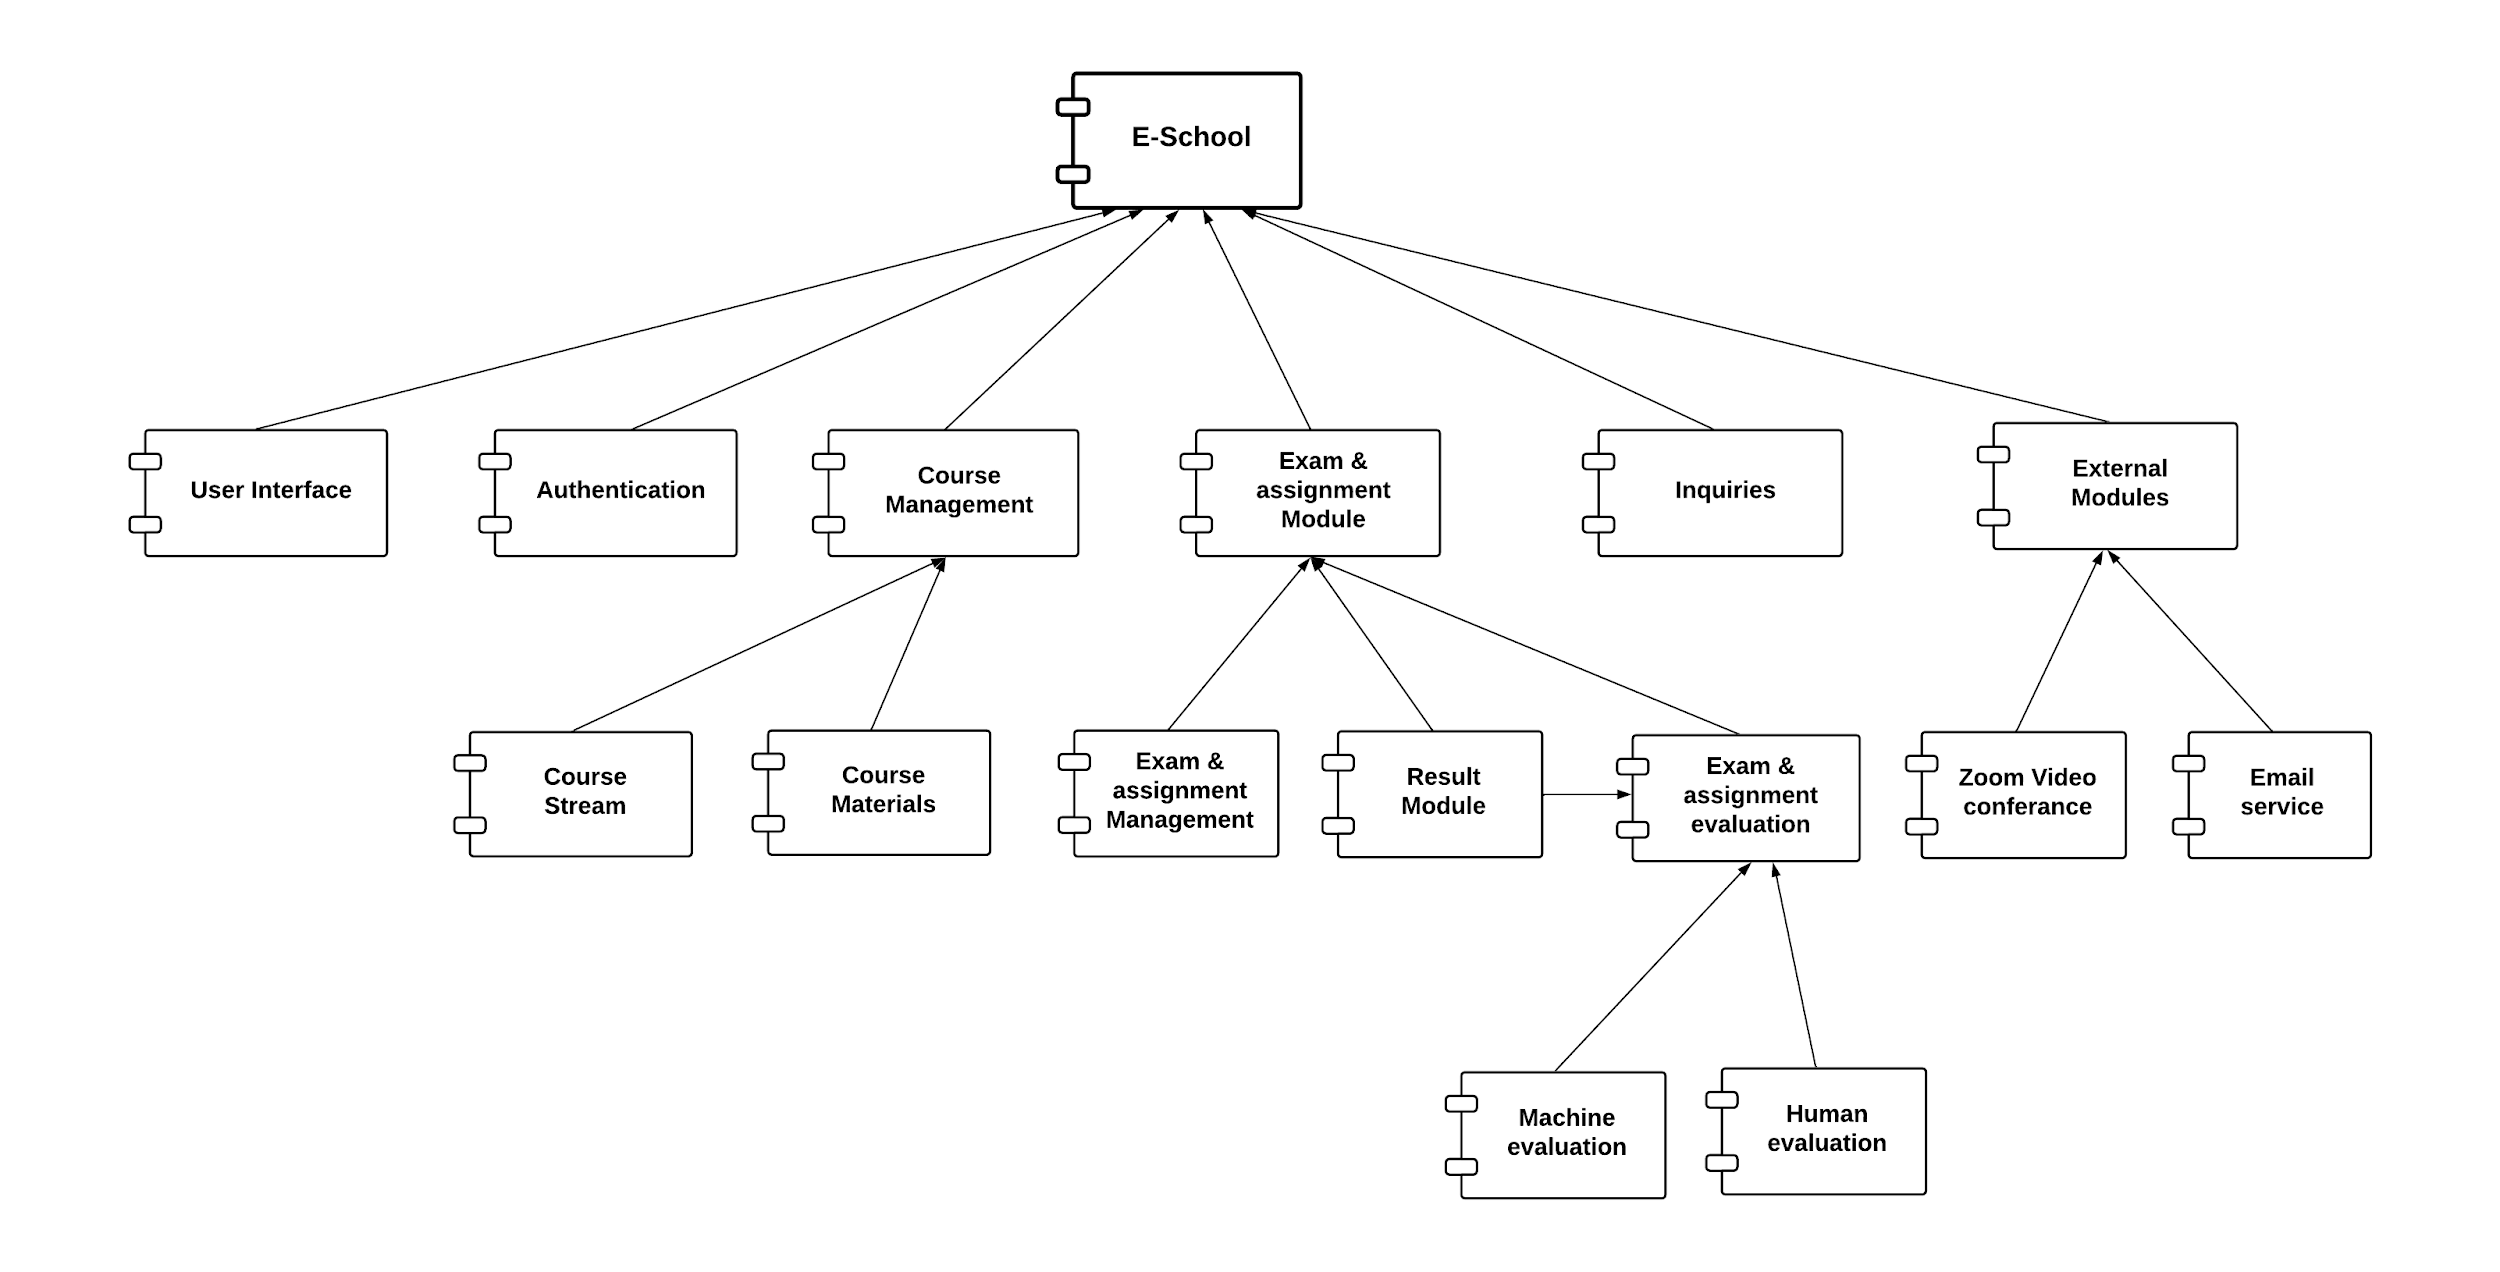 E-School
User Interface
Authentication
Course
Management
Exam &
assignment
Module
Inquiries
External
Modules
Course
Stream
Course
Materials
Exam &
assignment
Management
Result
Module
Exam &
assignment
evaluation
Zoom Video
conferance
Email
service
Machine
evaluation
Human
evaluation